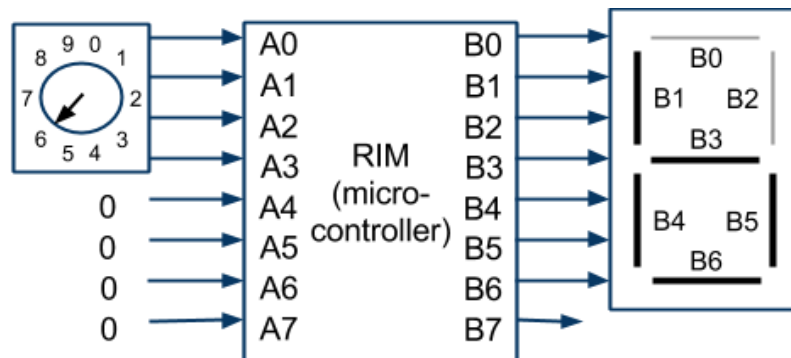 9 0
8 1
7 2
6 3
5 4
A0
A1
A2
A3
0 A4
0 A5
0 A6
0 A7
RIM
(micro-
controller)
B0
B1
B2
B3
B4
B5
B6
B7
B0
B1 B2
B3
B4 B5
B6